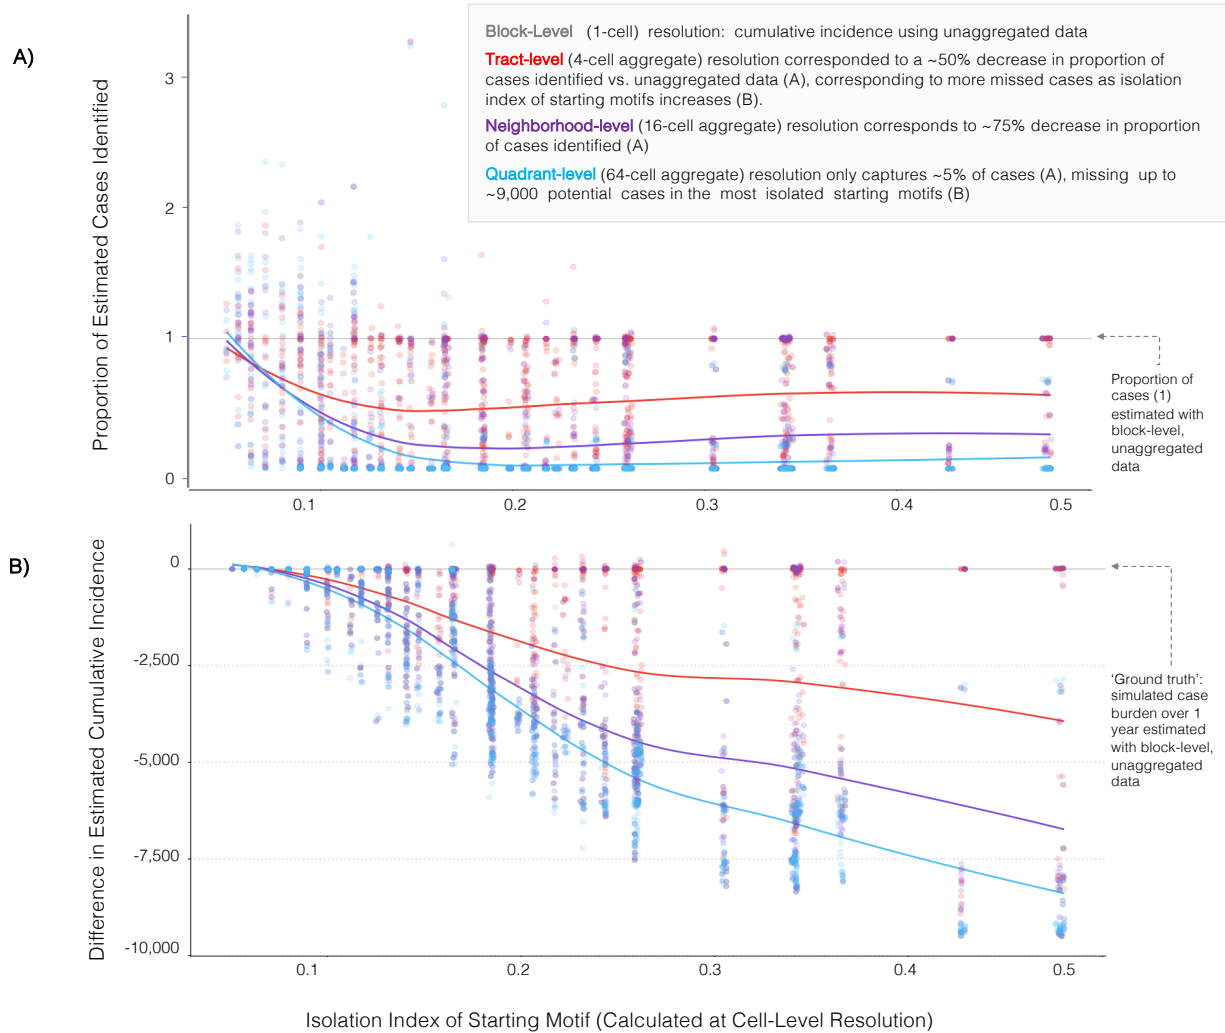 A)
Proportion of Estimated Cases Identified
3
2
1
0
0.1
0.2
0.3
0.4
0.5
Block-Level (1-cell) resolution: cumulative incidence using unaggregated data
Tract-level (4-cell aggregate) resolution corresponded to a ~50% decrease in proportion of
cases identified vs. unaggregated data (A), corresponding to more missed cases as isolation
index of starting motifs increases (B).
Neighborhood-level (16-cell aggregate) resolution corresponds to ~75% decrease in proportion
of cases identified (A)
Quadrant-level (64-cell aggregate) resolution only captures ~5% of cases (A), missing up to
~9,000 potential cases in the most isolated starting motifs (B)
Proportion of
cases (1)
estimated with
block-level,
unaggregated
data
B)
Difference in Estimated Cumulative Incidence
0
-2,500
-5,000
-7,500
-10,000
0.1
0.2
0.3
0.4
0.5
‘Ground truth’:
simulated case
burden over 1
year estimated
with block-level,
unaggregated
data
Isolation Index of Starting Motif (Calculated at Cell-Level Resolution)